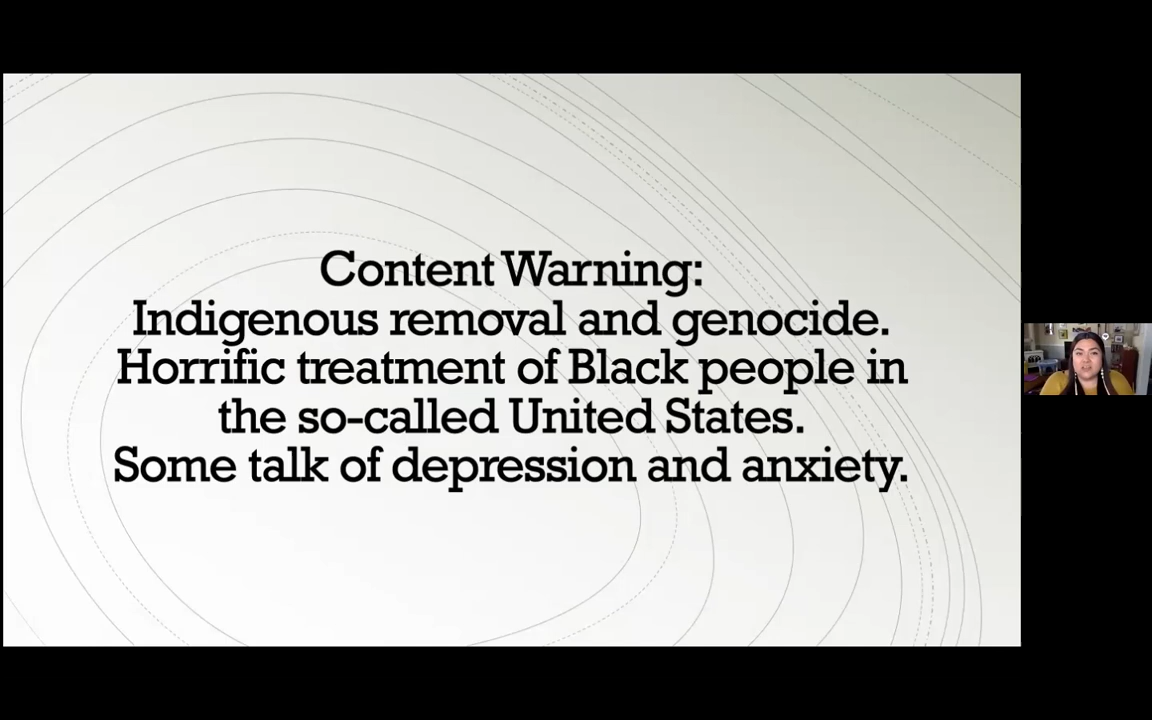 Content Warning:
Indigenous removal and genocide.
Horrific treatment of Black people in
the so-called United States.
Some talk of depression and anxiety.